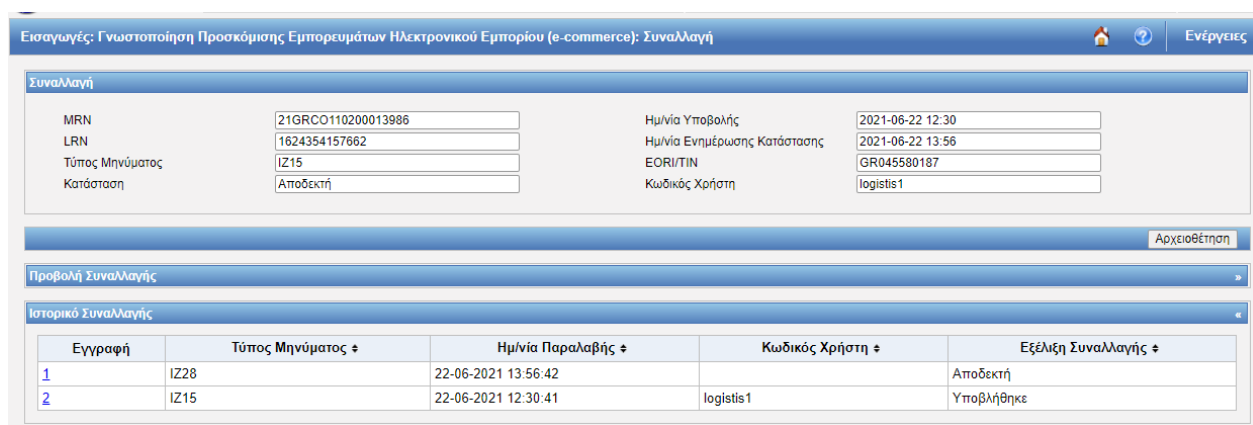 Εισαγωγές: Γνωστοποίηση Προσκόμισης Εμπορευμάτων Ηλεκτρονικού Εμπορίου (e-commerce): Συναλλαγή Ενέργειες
Συναλλαγή
MRN 21GRCO110200013986 Ημ/νία Υποβολής 2021-06-22 12:30
LRN 1624354157662 Ημ/νία Ενημέρωσης Κατάστασης 2021-06-22 13:56
Τύπος Μηνύματος IZ15 EORI/TIN GR045580187
Κατάσταση Αποδεκτή Κωδικός Χρήστη logistis1
Αρχειοθέτηση
Προβολή Συναλλαγής »
Ιστορικό Συναλλαγής «
Εγγραφή Τύπος Μηνύματος Ημ/νία Παραλαβής Κωδικός Χρήστη Εξέλιξη Συναλλαγής
1 IZ28 22-06-2021 13:56:42 Αποδεκτή
2 IZ15 22-06-2021 12:30:41 logistis1 Υποβλήθηκε